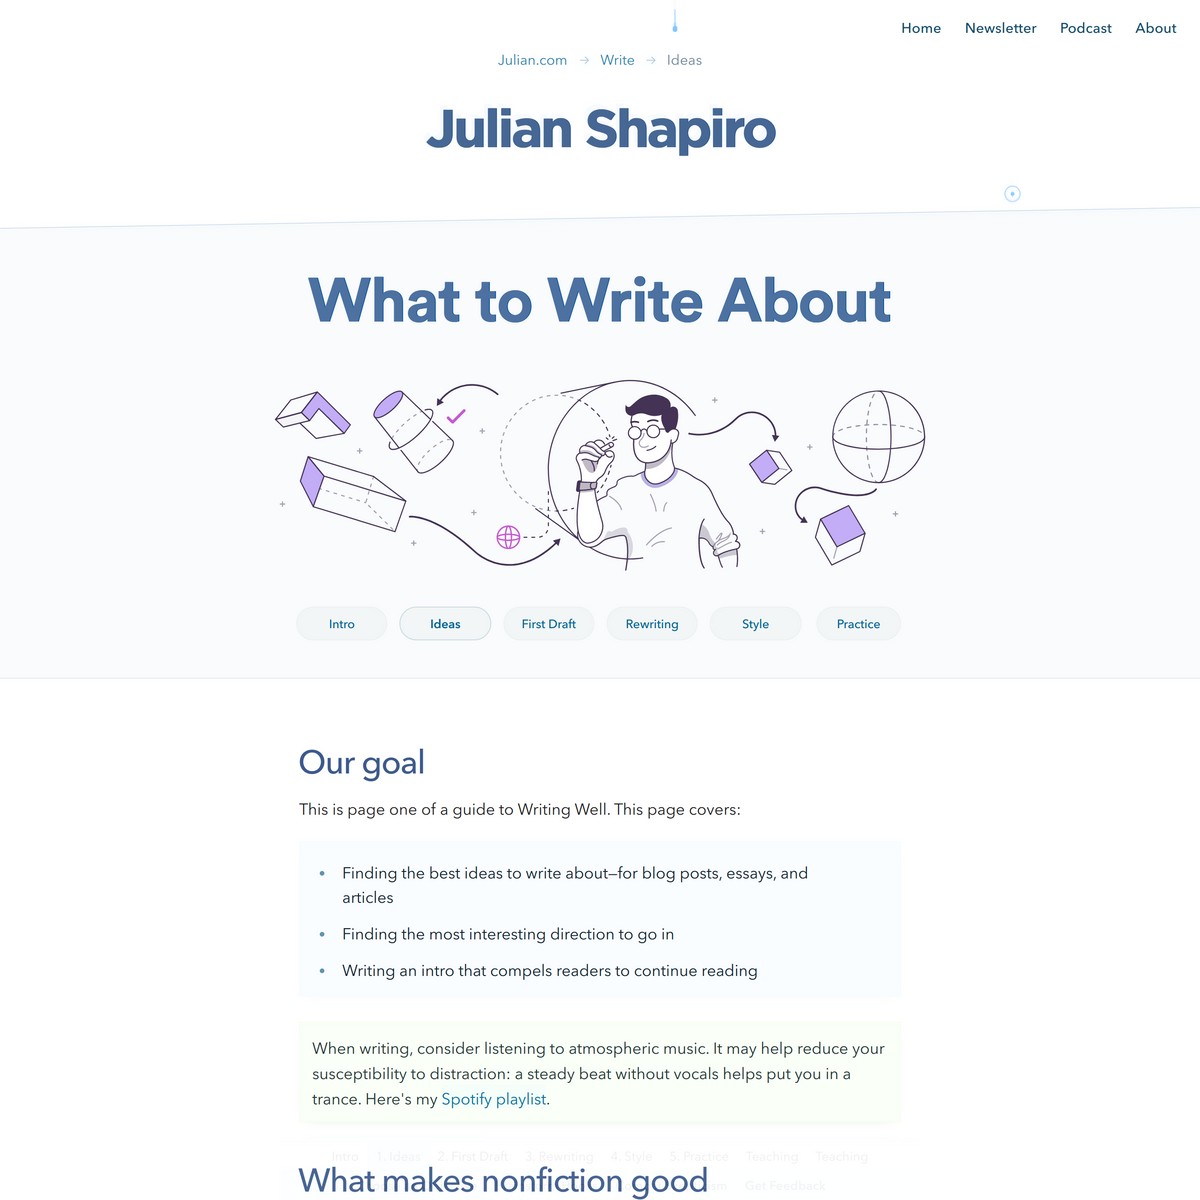 Home Newsletter Podcast About
Julian.com → Write → Ideas
Julian Shapiro
What to Write About
Intro Ideas First Draft Rewriting Style Practice
Our goal
This is page one of a guide to Writing Well. This page covers:
• Finding the best ideas to write about–for blog posts, essays, and
articles
• Finding the most interesting direction to go in
• Writing an intro that compels readers to continue reading
When writing, consider listening to atmospheric music. It may help reduce your
susceptibility to distraction: a steady beat without vocals helps put you in a
trance. Here's my Spotify playlist.
Intro 1. Ideas 2. First Draft 3. Rewriting 4. Style 5. Practice Teaching Teaching
What makes nonfiction good
Get Feedback